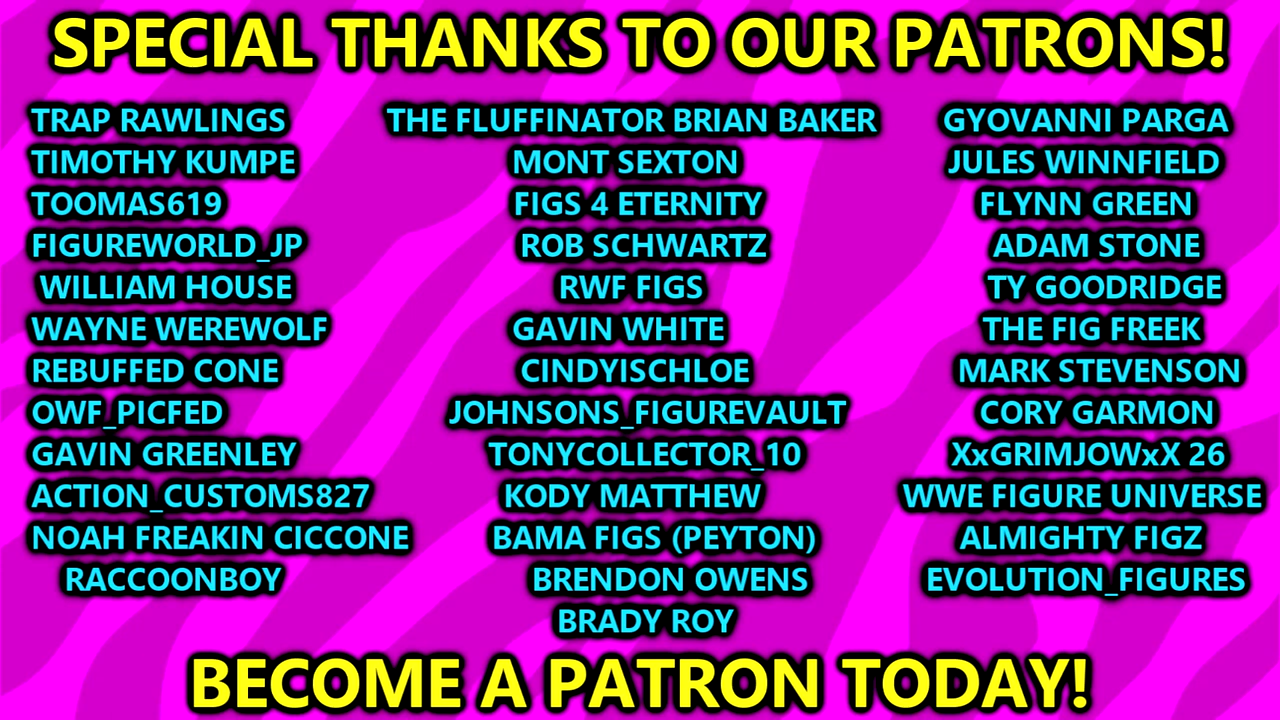 SPECIAL THANKS TO OUR PATRONS!
TRAP RAWLINGS
TIMOTHY KUMPE
TOOMAS619
FIGUREWORLD_JP
WILLIAM HOUSE
WAYNE WEREWOLF
REBUFFED CONE
OWF_PICFED
GAVIN GREENLEY
ACTION_CUSTOMS827
NOAH FREAKIN CICCONE
RACCOONBOY
THE FLUFFINATOR BRIAN BAKER
MONT SEXTON
FIGS 4 ETERNITY
ROB SCHWARTZ
RWF FIGS
GAVIN WHITE
CINDYISCHLOE
JOHNSONS_FIGUREVAULT
TONYCOLLECTOR_10
KODY MATTHEW
BAMA FIGS (PEYTON)
BRENDON OWENS
BRADY ROY
GYOVANNI PARGA
JULES WINNFIELD
FLYNN GREEN
ADAM STONE
TY GOODRIDGE
THE FIG FREEK
MARK STEVENSON
CORY GARMON
XxGRIMJOWxX 26
WWE FIGURE UNIVERSE
ALMIGHTY FIGZ
EVOLUTION_FIGURES
BECOME A PATRON TODAY!